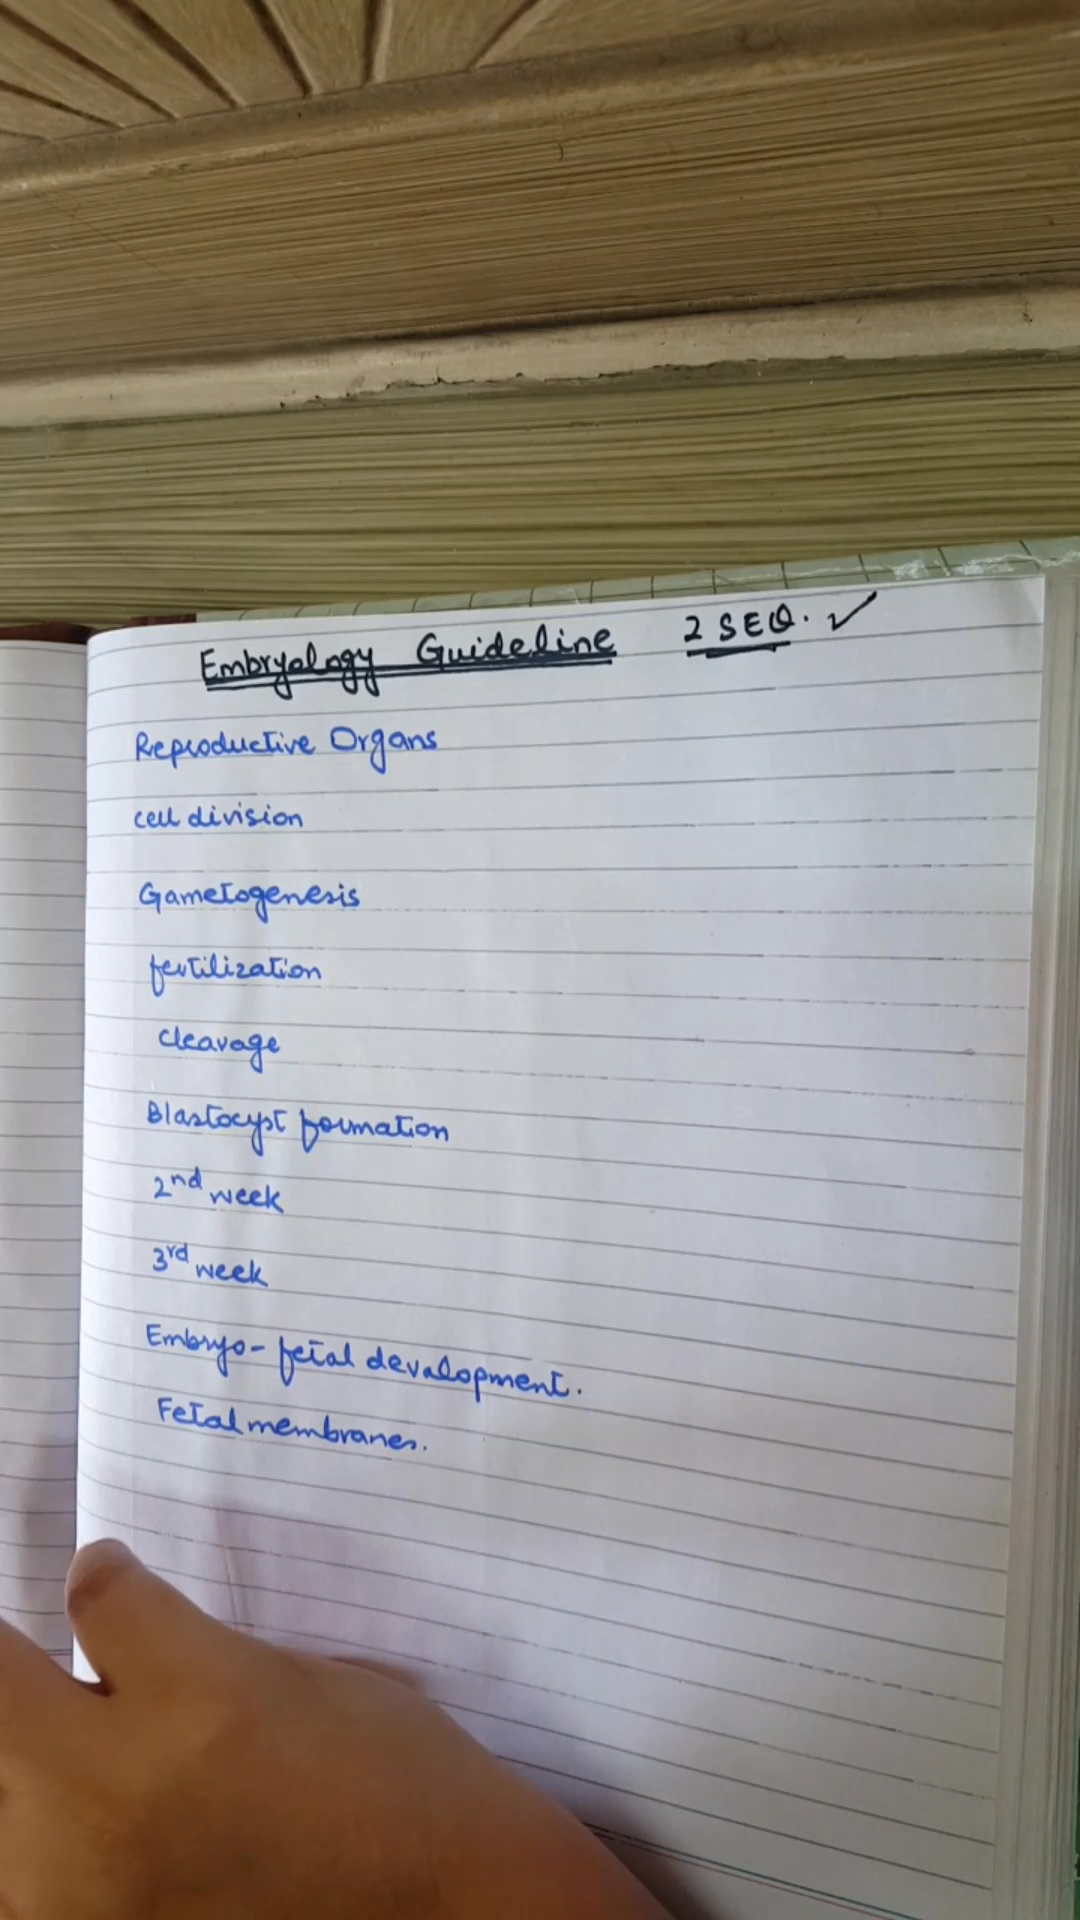 Embryology Guideline 2 SEQ. ✓
Reproductive Organs
cell division
Gametogenesis
fertilization
cleavage
Blastocyst formation
2nd week
3rd week
Embryo-fetal devalopment.
Fetal membranes.